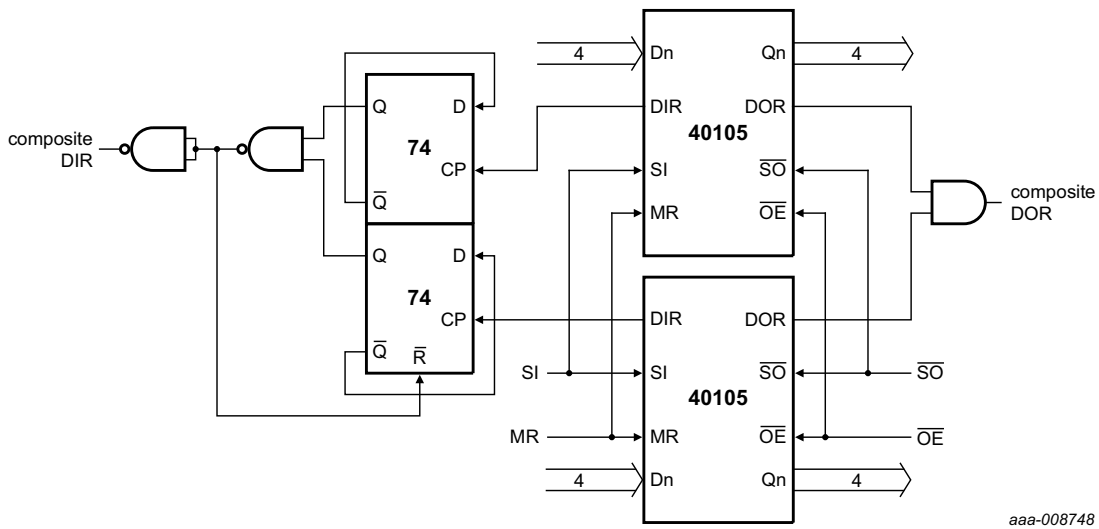 4
Dn
Qn
4
Q
D
DIR
DOR
composite
DIR
74
40105
CP
SI
S̅O̅
composite
DOR
Q̅
MR
O̅E̅
Q
D
74
CP
DIR
DOR
Q̅
R̅
SI
SI
S̅O̅
S̅O̅
40105
MR
MR
O̅E̅
O̅E̅
4
Dn
Qn
4
aaa-008748